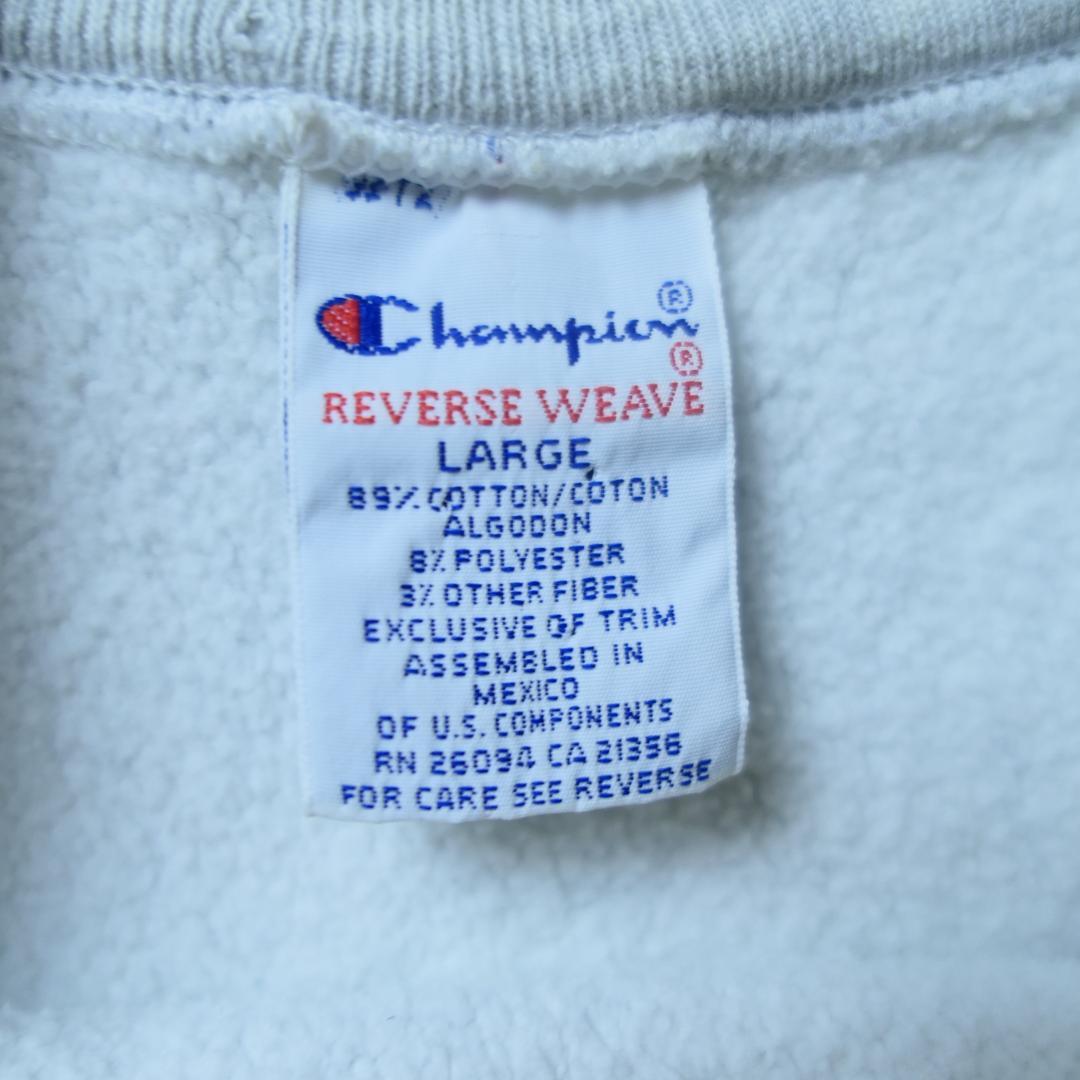 Champion®
REVERSE WEAVE®
LARGE
89% COTTON/COTON
ALGODON
8% POLYESTER
3% OTHER FIBER
EXCLUSIVE OF TRIM
ASSEMBLED IN
MEXICO
OF U.S. COMPONENTS
RN 26094 CA 21356
FOR CARE SEE REVERSE